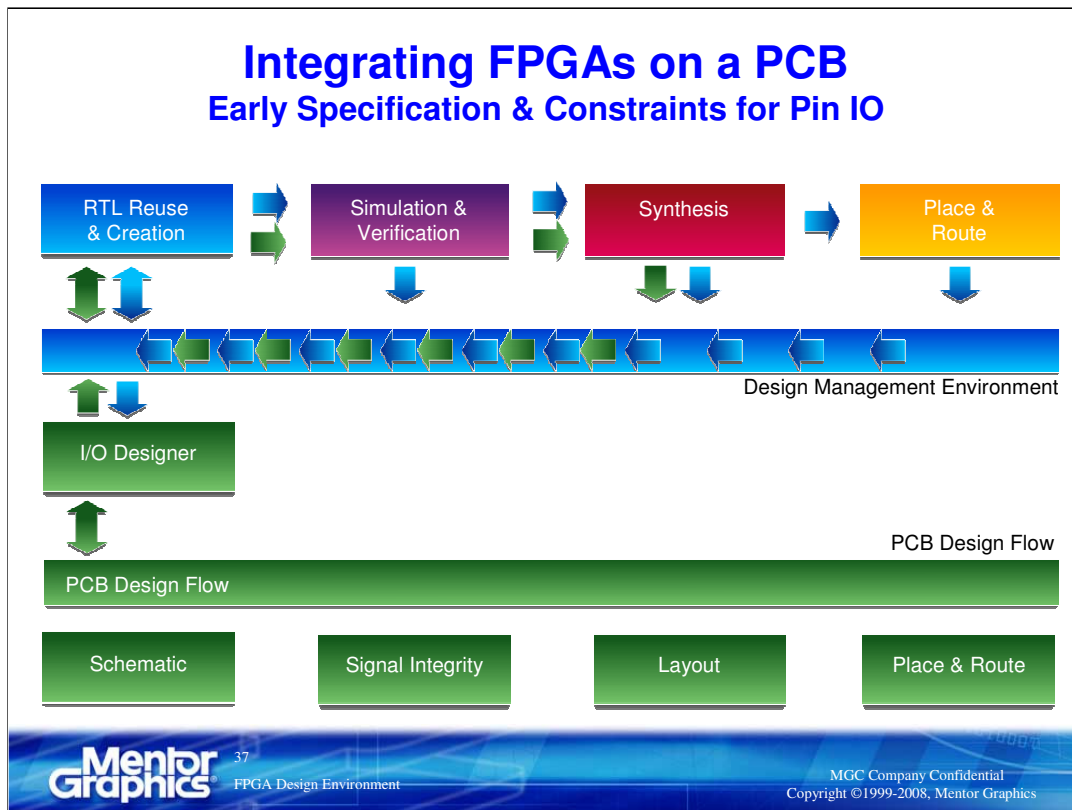 Integrating FPGAs on a PCB
Early Specification & Constraints for Pin IO
RTL Reuse
& Creation
Simulation &
Verification
Synthesis
Place &
Route
Design Management Environment
I/O Designer
PCB Design Flow
PCB Design Flow
Schematic
Signal Integrity
Layout
Place & Route
Mentor
Graphics®
37
FPGA Design Environment
MGC Company Confidential
Copyright ©1999-2008, Mentor Graphics